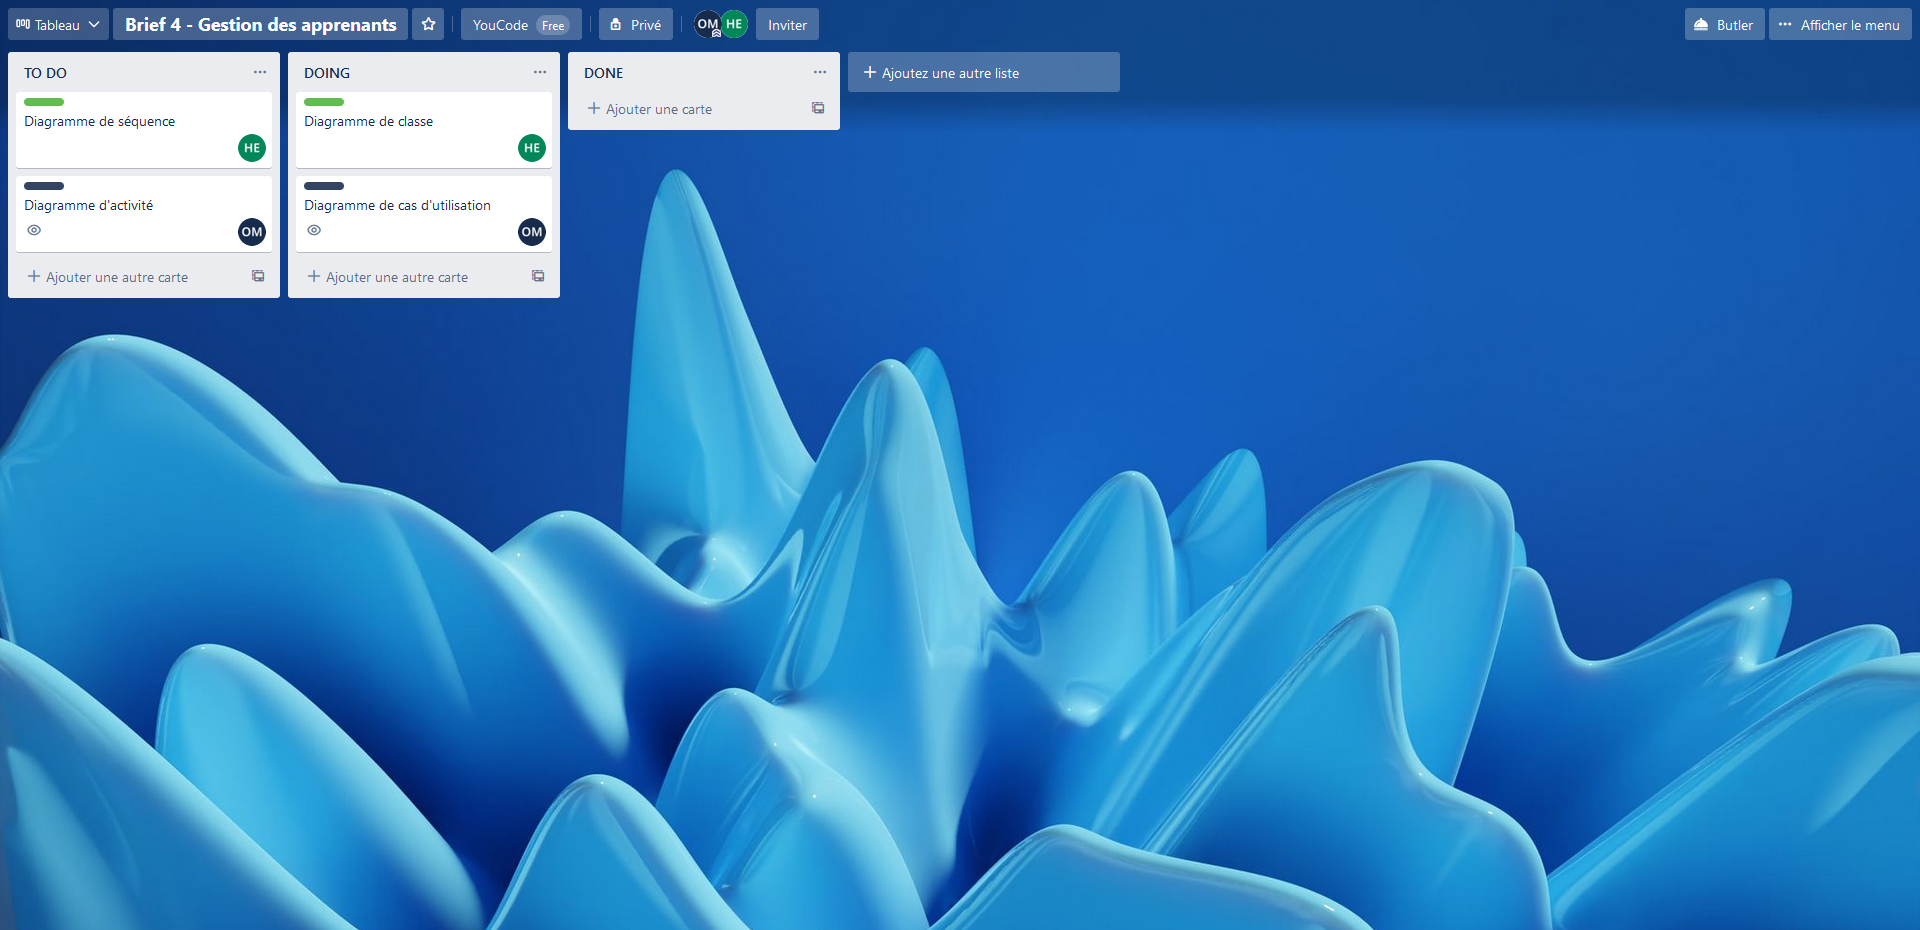 Tableau
Brief 4 - Gestion des apprenants
YouCode Free
Privé
OM HE
Inviter
Butler
Afficher le menu
TO DO
Diagramme de séquence
HE
Diagramme d'activité
OM
Ajouter une autre carte
DOING
Diagramme de classe
HE
Diagramme de cas d'utilisation
OM
Ajouter une autre carte
DONE
Ajouter une carte
Ajoutez une autre liste